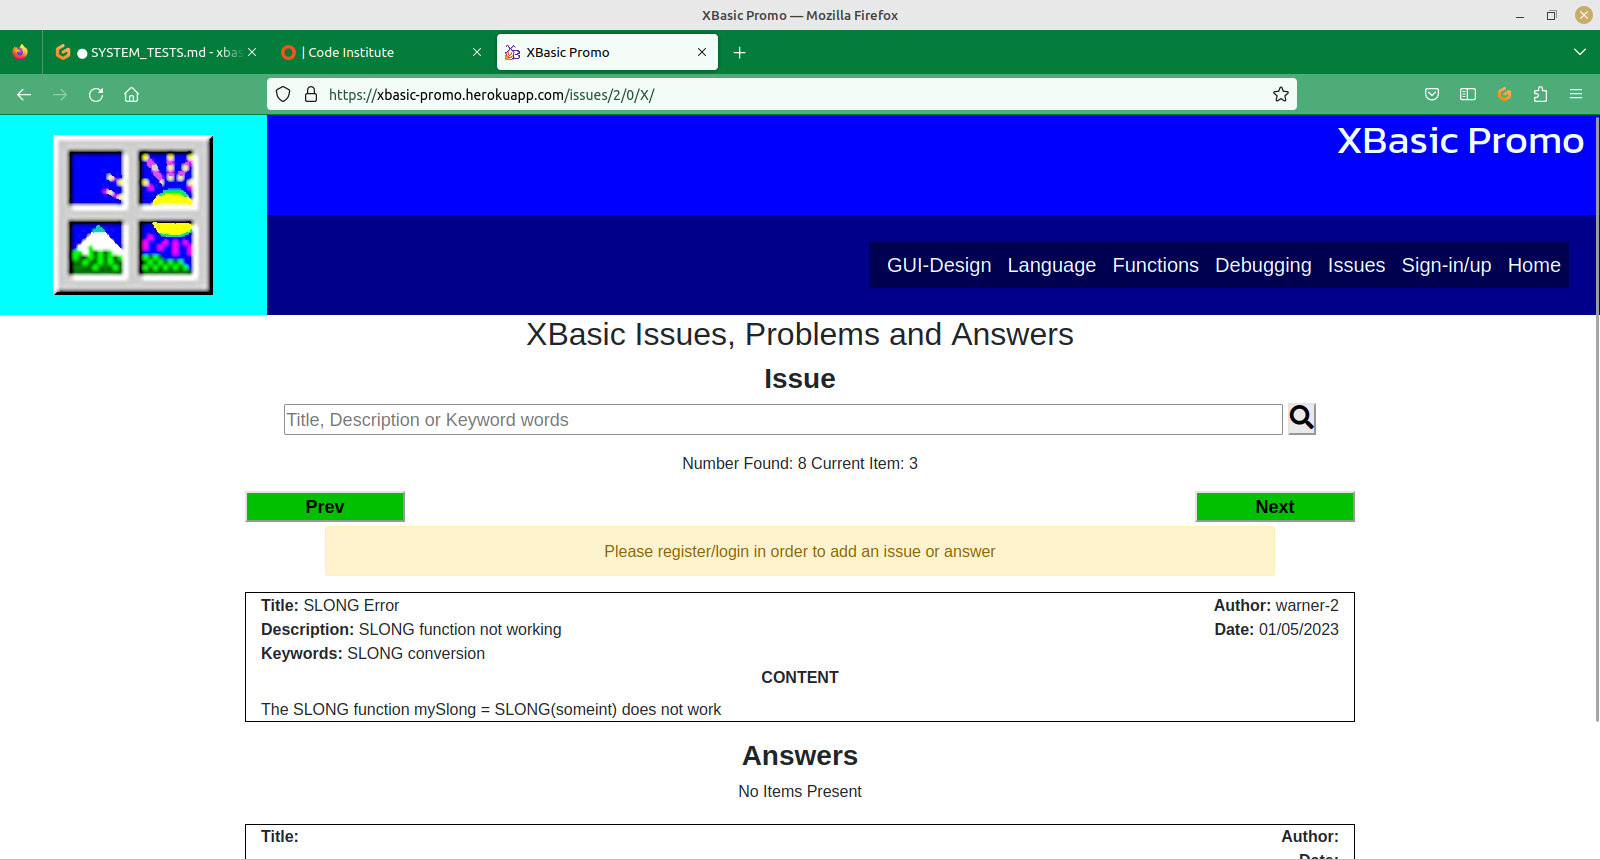 XBasic Promo — Mozilla Firefox
SYSTEM_TESTS.md - xbas
| Code Institute
XBasic Promo
https://xbasic-promo.herokuapp.com/issues/2/0/X/
XBasic Promo
GUI-Design Language Functions Debugging Issues Sign-in/up Home
XBasic Issues, Problems and Answers
Issue
Title, Description or Keyword words
Number Found: 8 Current Item: 3
Prev
Next
Please register/login in order to add an issue or answer
Title: SLONG Error
Author: warner-2
Description: SLONG function not working
Date: 01/05/2023
Keywords: SLONG conversion
CONTENT
The SLONG function mySlong = SLONG(someint) does not work
Answers
No Items Present
Title:
Author:
Date: